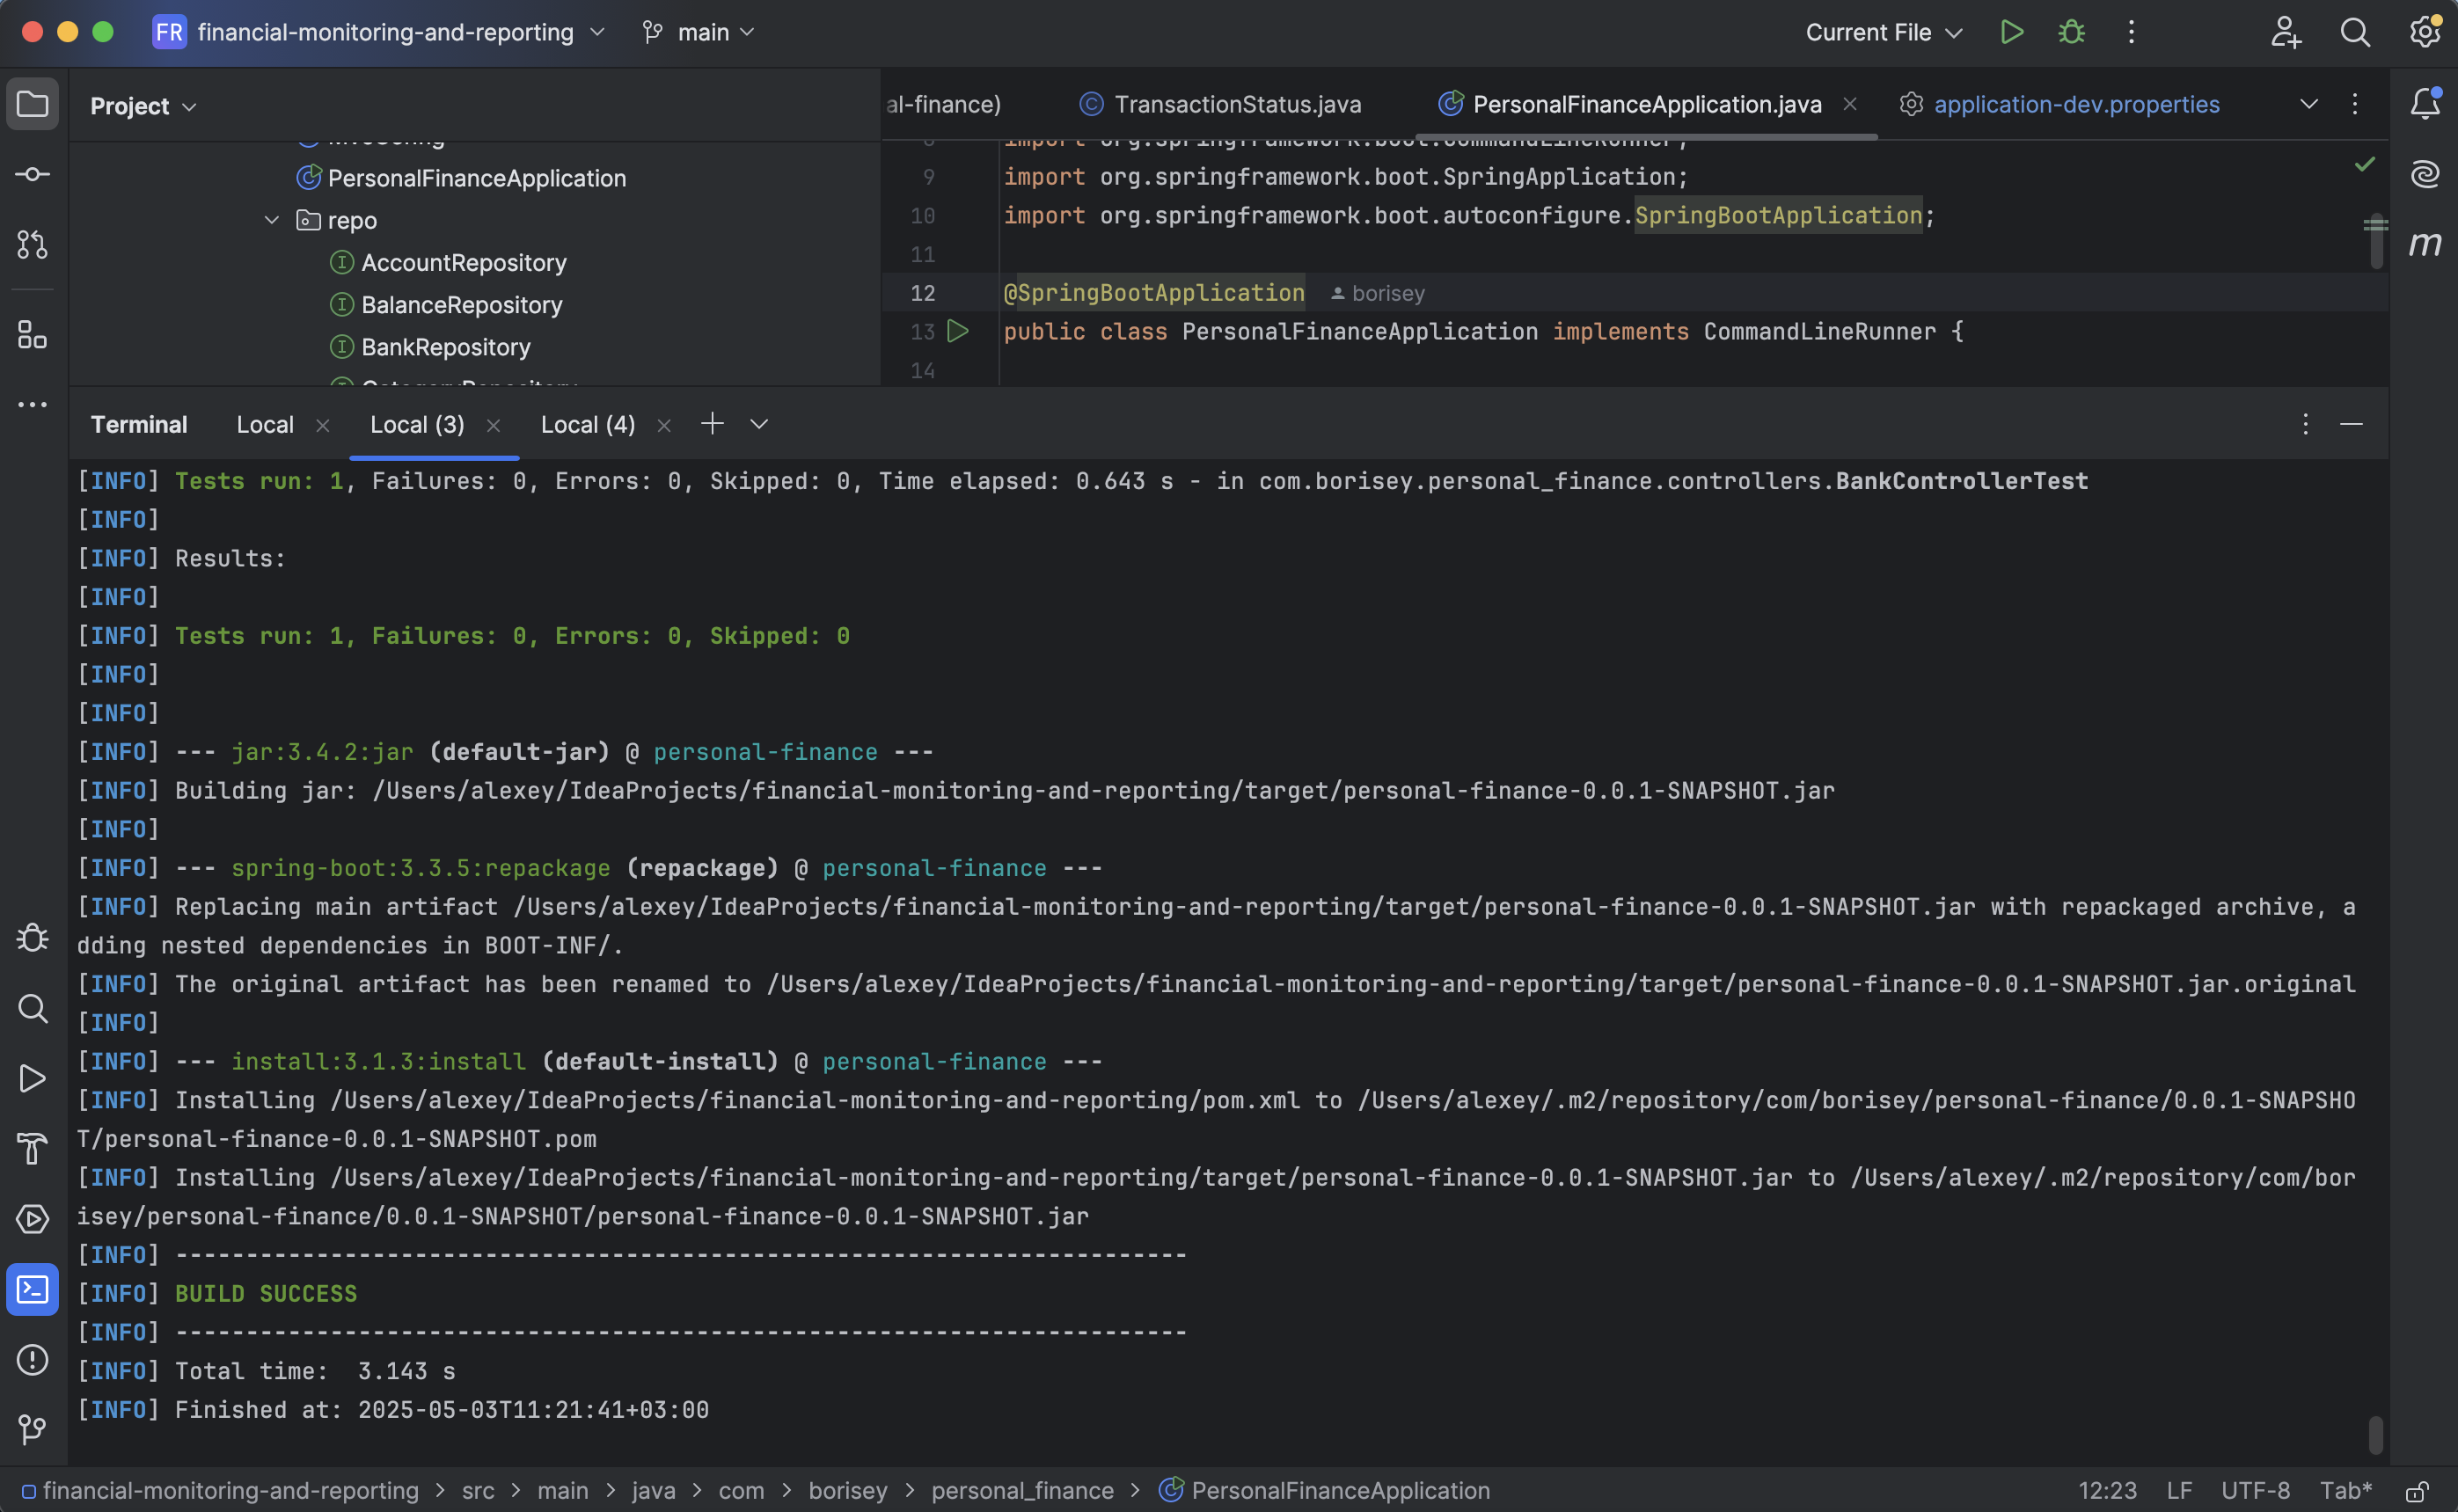 FR financial-monitoring-and-reporting main Current File
Project
al-finance) TransactionStatus.java PersonalFinanceApplication.java application-dev.properties
PersonalFinanceApplication
repo
AccountRepository
BalanceRepository
BankRepository
CategoryRepository
8 import org.springframework.boot.CommandLineRunner;
9 import org.springframework.boot.SpringApplication;
10 import org.springframework.boot.autoconfigure.SpringBootApplication;
11
12 @SpringBootApplication borisey
13 public class PersonalFinanceApplication implements CommandLineRunner {
14
m
Terminal Local Local (3) Local (4)
[INFO] Tests run: 1, Failures: 0, Errors: 0, Skipped: 0, Time elapsed: 0.643 s - in com.borisey.personal_finance.controllers.BankControllerTest
[INFO]
[INFO] Results:
[INFO]
[INFO] Tests run: 1, Failures: 0, Errors: 0, Skipped: 0
[INFO]
[INFO]
[INFO] --- jar:3.4.2:jar (default-jar) @ personal-finance ---
[INFO] Building jar: /Users/alexey/IdeaProjects/financial-monitoring-and-reporting/target/personal-finance-0.0.1-SNAPSHOT.jar
[INFO]
[INFO] --- spring-boot:3.3.5:repackage (repackage) @ personal-finance ---
[INFO] Replacing main artifact /Users/alexey/IdeaProjects/financial-monitoring-and-reporting/target/personal-finance-0.0.1-SNAPSHOT.jar with repackaged archive, a
dding nested dependencies in BOOT-INF/.
[INFO] The original artifact has been renamed to /Users/alexey/IdeaProjects/financial-monitoring-and-reporting/target/personal-finance-0.0.1-SNAPSHOT.jar.original
[INFO]
[INFO] --- install:3.1.3:install (default-install) @ personal-finance ---
[INFO] Installing /Users/alexey/IdeaProjects/financial-monitoring-and-reporting/pom.xml to /Users/alexey/.m2/repository/com/borisey/personal-finance/0.0.1-SNAPSHO
T/personal-finance-0.0.1-SNAPSHOT.pom
[INFO] Installing /Users/alexey/IdeaProjects/financial-monitoring-and-reporting/target/personal-finance-0.0.1-SNAPSHOT.jar to /Users/alexey/.m2/repository/com/bor
isey/personal-finance/0.0.1-SNAPSHOT/personal-finance-0.0.1-SNAPSHOT.jar
[INFO] ------------------------------------------------------------------------
[INFO] BUILD SUCCESS
[INFO] ------------------------------------------------------------------------
[INFO] Total time:  3.143 s
[INFO] Finished at: 2025-05-03T11:21:41+03:00
financial-monitoring-and-reporting > src > main > java > com > borisey > personal_finance > PersonalFinanceApplication 12:23 LF UTF-8 Tab*